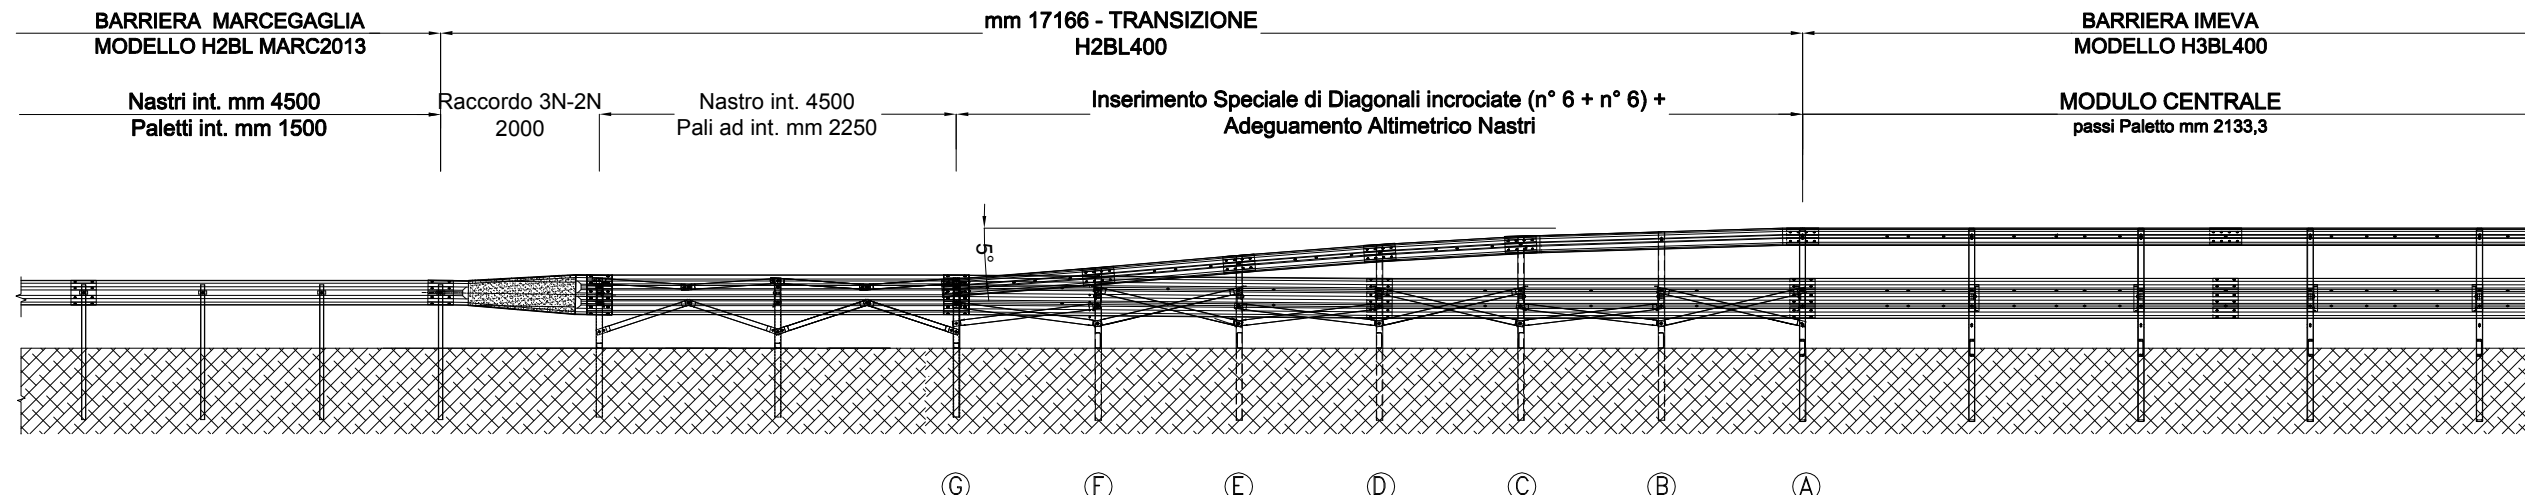 BARRIERA MARCEGAGLIA
MODELLO H2BL MARC2013
mm 17166 - TRANSIZIONE
H2BL400
BARRIERA IMEVA
MODELLO H3BL400
Nastri int. mm 4500
Paletti int. mm 1500
Raccordo 3N-2N
2000
Nastro int. 4500
Pali ad int. mm 2250
Inserimento Speciale di Diagonali incrociate (n° 6 + n° 6) +
Adeguamento Altimetrico Nastri
MODULO CENTRALE
passi Paletto mm 2133,3
5°
G F E D C B A